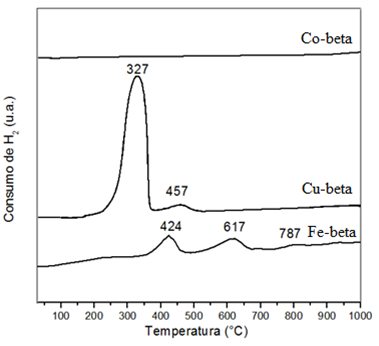 Co-beta
327
Cu-beta
457
424
617
787
Fe-beta
Consumo de H₂ (u.a.)
100 200 300 400 500 600 700 800 900 1000
Temperatura (°C)